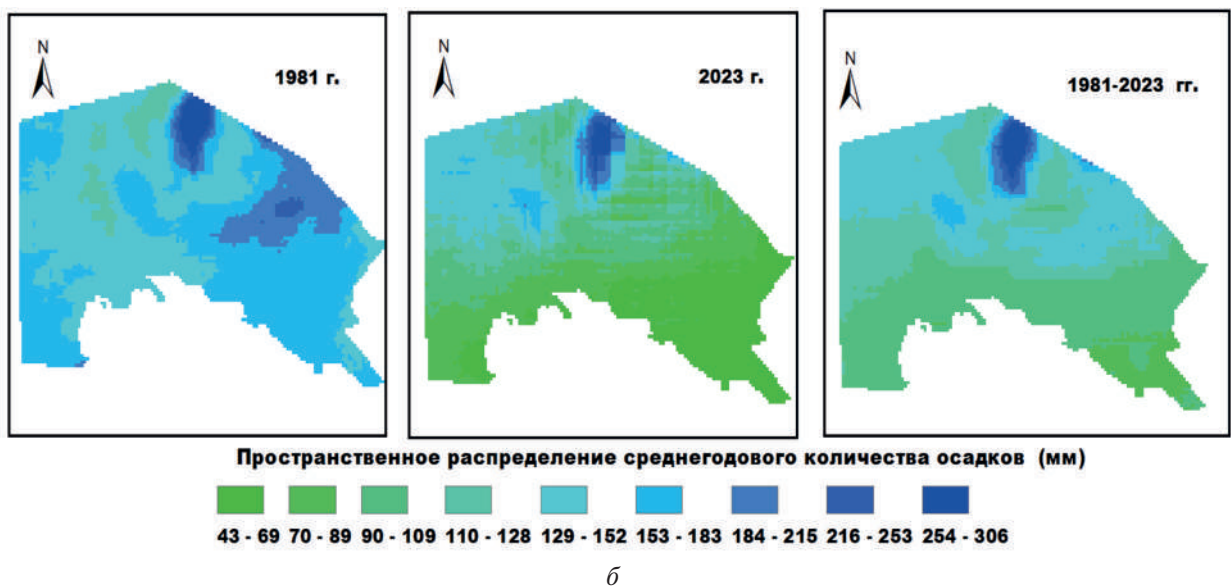 N
1981 г.
N
2023 г.
N
1981-2023 гг.
Пространственное распределение среднегодового количества осадков (мм)
43 - 69 70 - 89 90 - 109 110 - 128 129 - 152 153 - 183 184 - 215 216 - 253 254 - 306
б